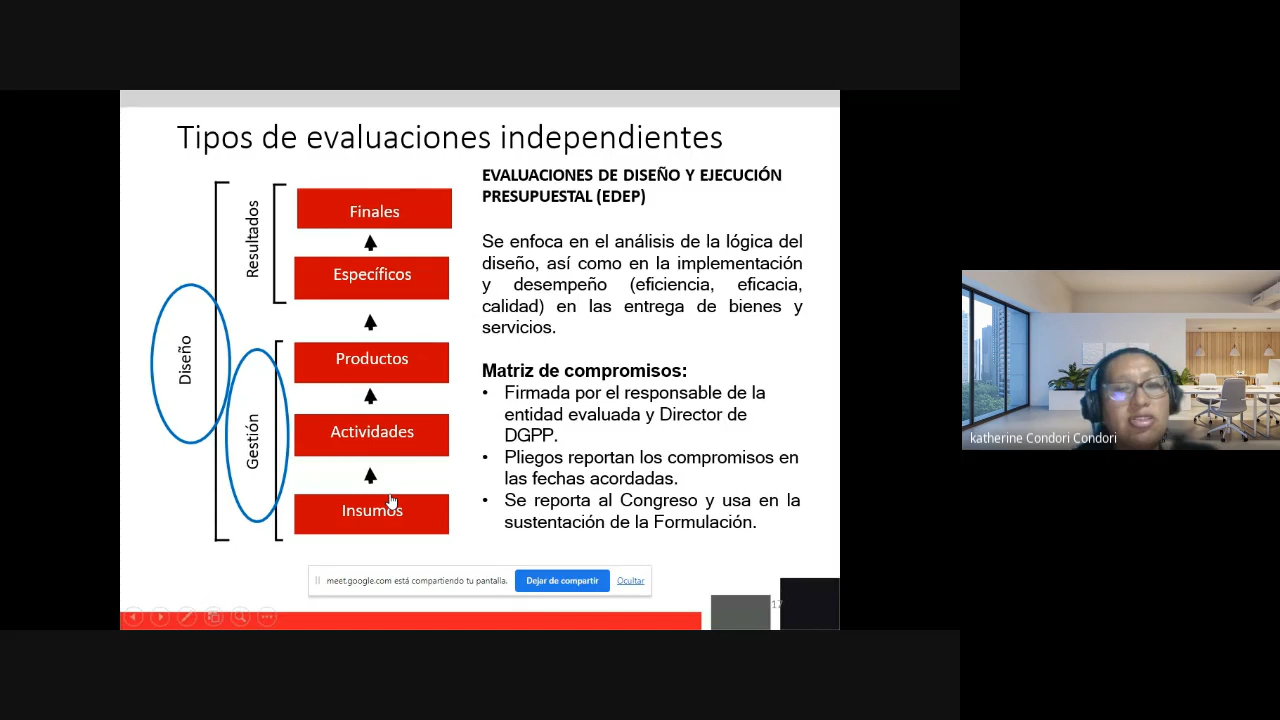 Tipos de evaluaciones independientes
Diseño
Resultados
Gestión
Finales
Específicos
Productos
Actividades
Insumos
EVALUACIONES DE DISEÑO Y EJECUCIÓN
PRESUPUESTAL (EDEP)
Se enfoca en el análisis de la lógica del
diseño, así como en la implementación
y desempeño (eficiencia, eficacia,
calidad) en las entrega de bienes y
servicios.
Matriz de compromisos:
• Firmada por el responsable de la
entidad evaluada y Director de
DGPP.
• Pliegos reportan los compromisos en
las fechas acordadas.
• Se reporta al Congreso y usa en la
sustentación de la Formulación.
meet.google.com está compartiendo tu pantalla. Dejar de compartir Ocultar
17
katherine Condori Condori